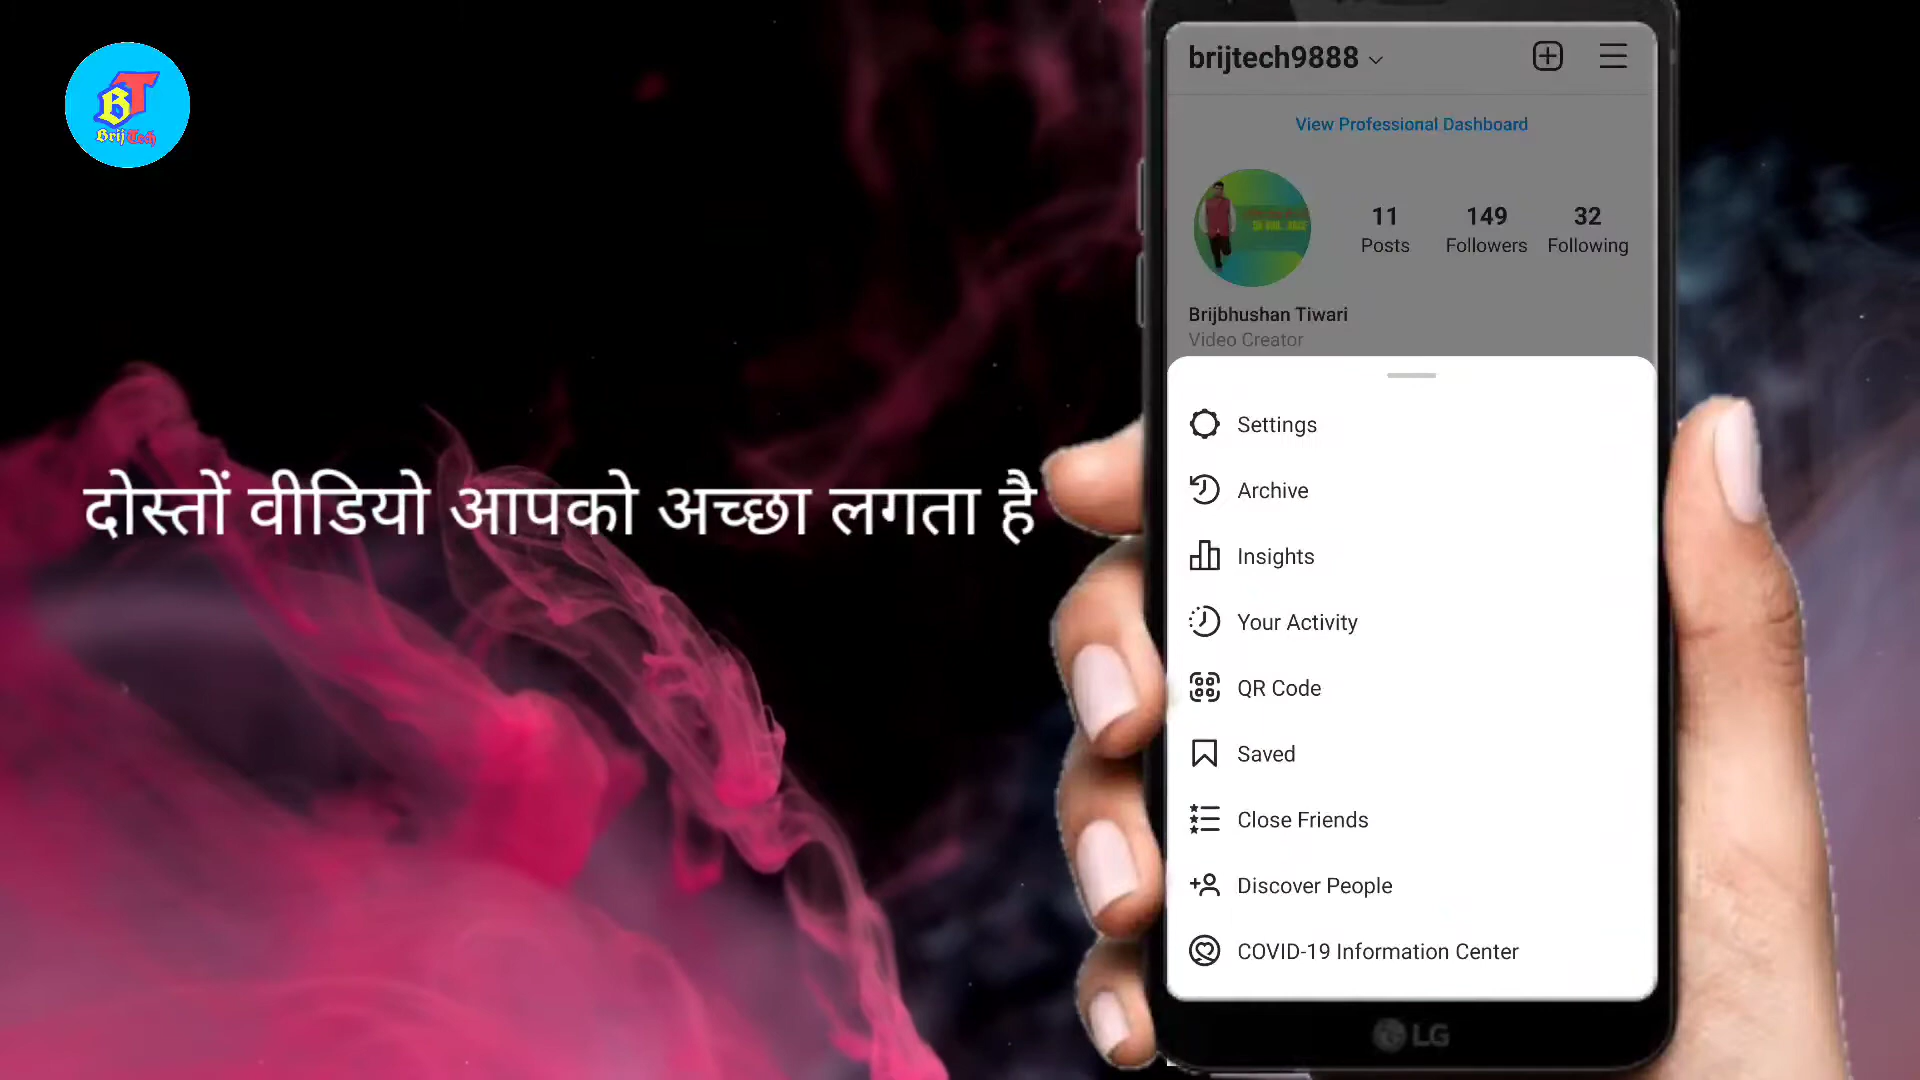 BT
Brij Tech
दोस्तों वीडियो आपको अच्छा लगता है
brijtech9888
View Professional Dashboard
11 149 32
Posts Followers Following
Brijbhushan Tiwari
Video Creator
Settings
Archive
Insights
Your Activity
QR Code
Saved
Close Friends
Discover People
COVID-19 Information Center
LG